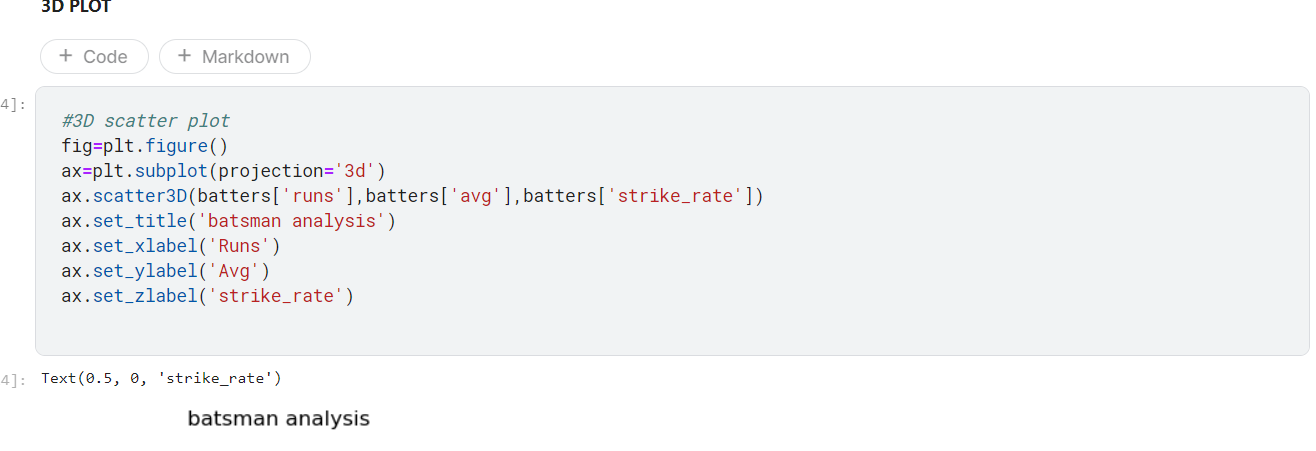 3D PLOT
+ Code + Markdown
4]:
#3D scatter plot
fig=plt.figure()
ax=plt.subplot(projection='3d')
ax.scatter3D(batters['runs'],batters['avg'],batters['strike_rate'])
ax.set_title('batsman analysis')
ax.set_xlabel('Runs')
ax.set_ylabel('Avg')
ax.set_zlabel('strike_rate')
4]: Text(0.5, 0, 'strike_rate')
batsman analysis